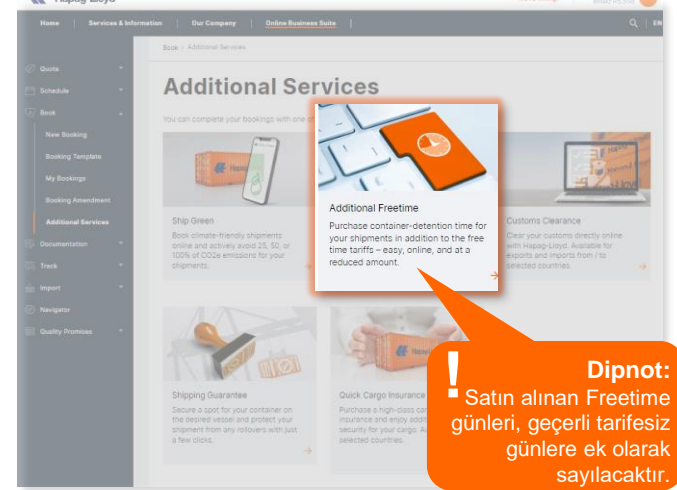 Hapag-Lloyd
Home | Services & Information | Our Company | Online Business Suite |
EN
Book > Additional Services
Quote
Schedule
Book
New Booking
Booking Template
My Bookings
Booking Amendment
Additional Services
Documentation
Track
Import
Navigator
Quality Promises
Additional Services
You can complete your bookings with one of
Ship Green
Book climate-friendly shipments
online and actively avoid 25, 50, or
100% of CO2e emissions for your
shipments.
Additional Freetime
Purchase container-detention time for
your shipments in addition to the free
time tariffs – easy, online, and at a
reduced amount.
Customs Clearance
Clear your customs directly online
with Hapag-Lloyd. Available for
exports and imports from / to
selected countries.
Shipping Guarantee
Secure a spot for your container on
the desired vessel and protect your
shipment from any rollovers with just
a few clicks.
Quick Cargo Insurance
Purchase a high-class car
insurance and enjoy addit
security for your cargo. Av
selected countries.
!
Dipnot:
Satın alınan Freetime
günleri, geçerli tarifesiz
günlere ek olarak
sayılacaktır.